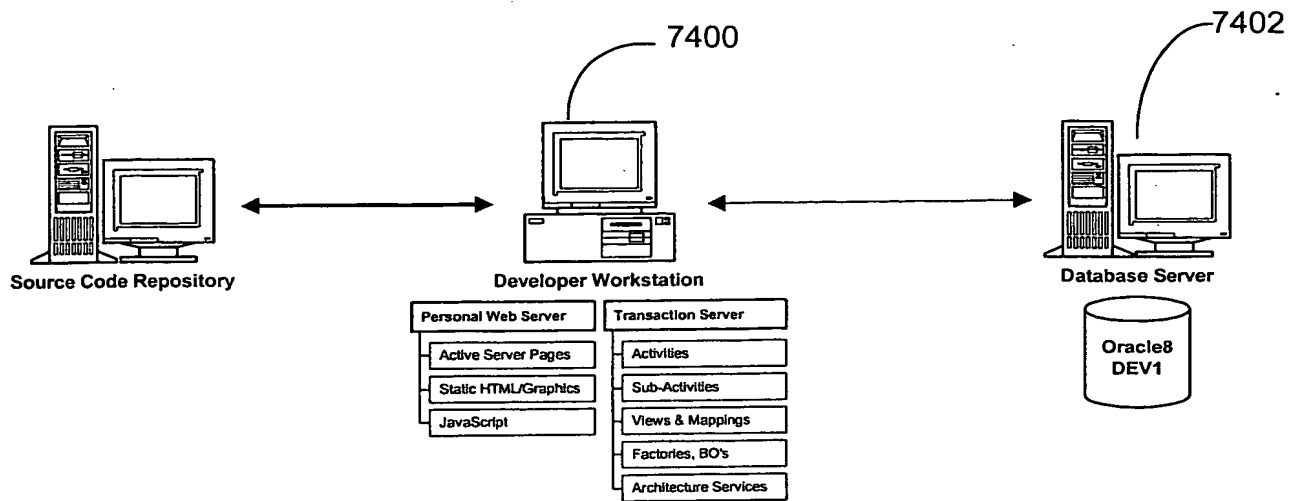 7400
7402
Source Code Repository
Developer Workstation
Database Server
Personal Web Server
Active Server Pages
Static HTML/Graphics
JavaScript
Transaction Server
Activities
Sub-Activities
Views & Mappings
Factories, BO's
Architecture Services
Oracle8
DEV1